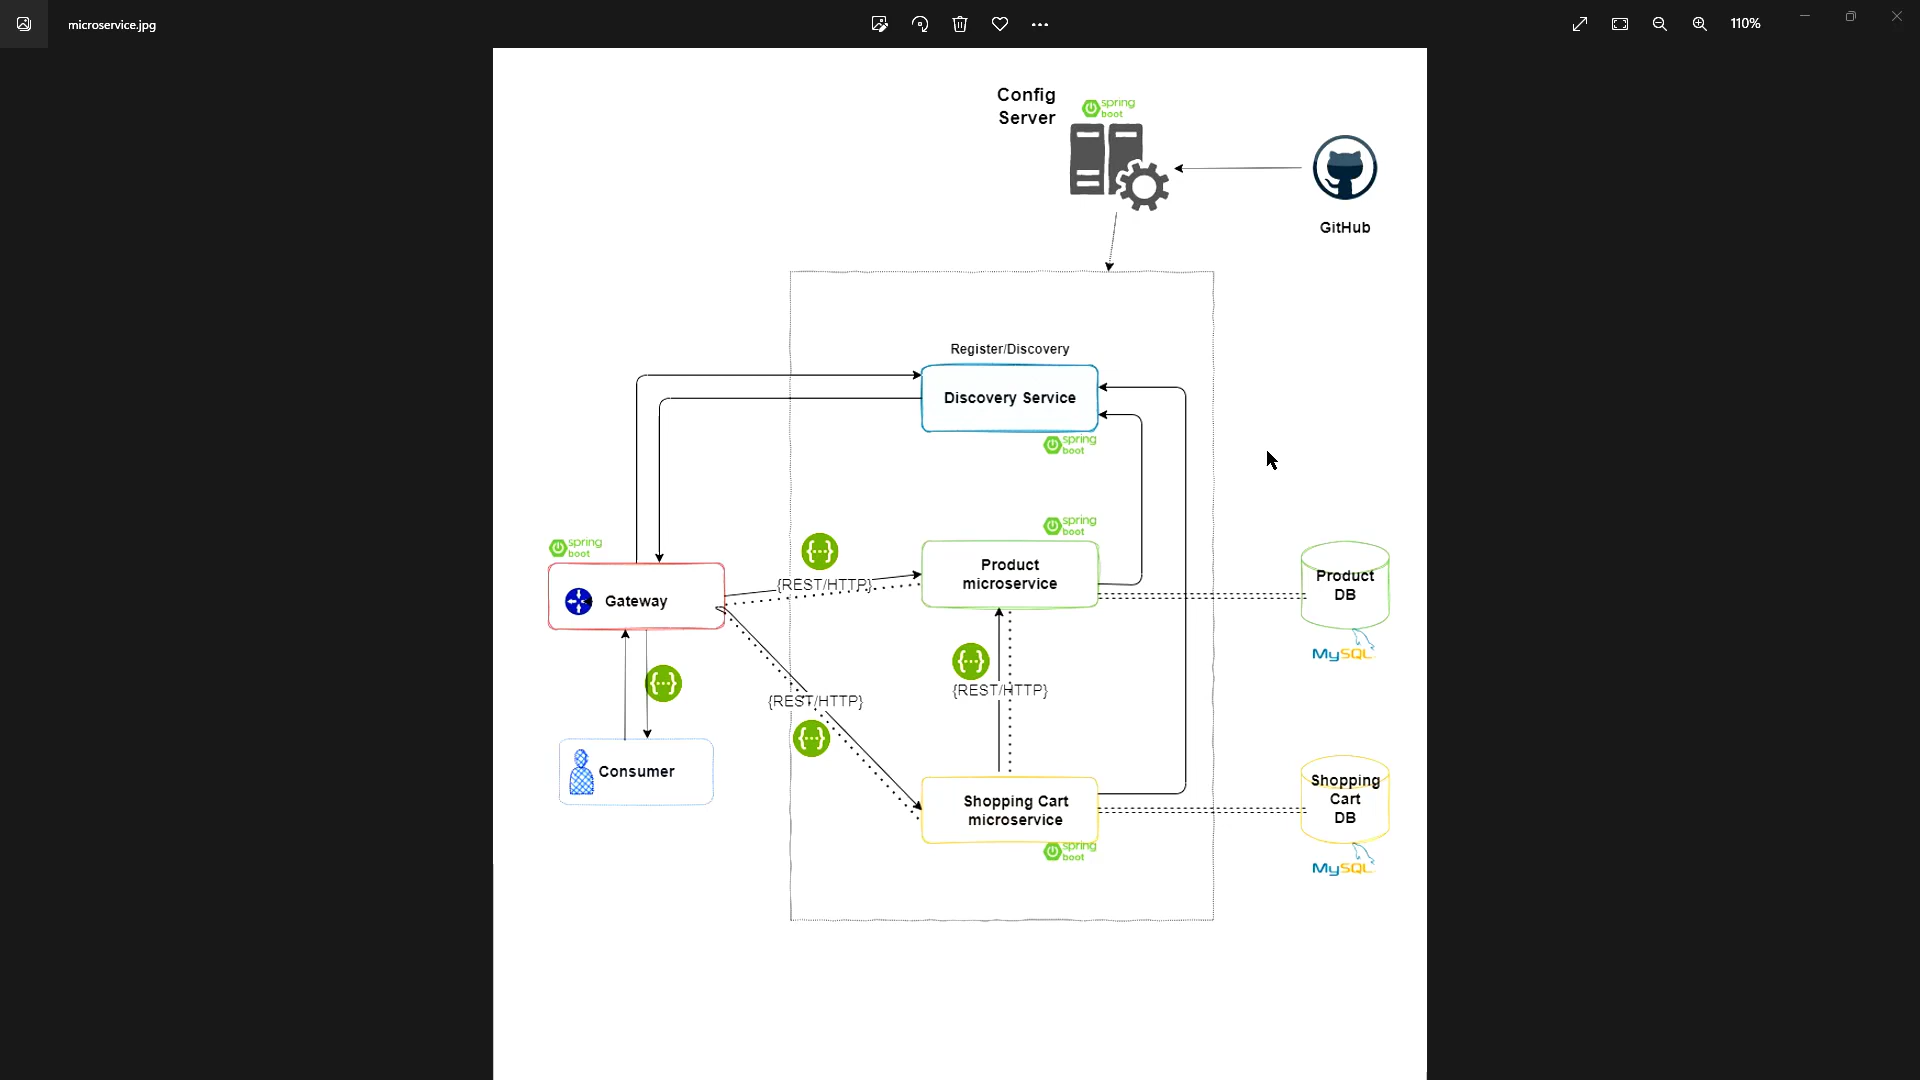 microservice.jpg
110%
Config
Server
spring
boot
GitHub
Register/Discovery
Discovery Service
spring
boot
spring
boot
spring
boot
{···}
Product
microservice
{REST/HTTP}
Product
DB
Gateway
MySQL
{···}
{···}
{REST/HTTP}
{REST/HTTP}
{···}
Consumer
Shopping Cart
microservice
Shopping
Cart
DB
spring
boot
MySQL